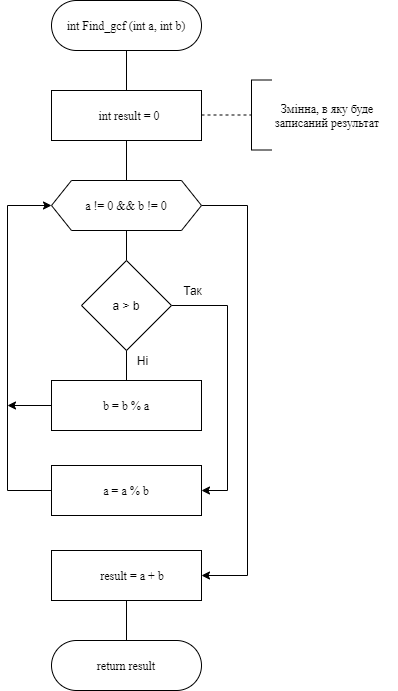 int Find_gcf (int a, int b)
int result = 0
Змінна, в яку буде
записаний результат
a != 0 && b != 0
Так
a > b
Ні
b = b % a
a = a % b
result = a + b
return result